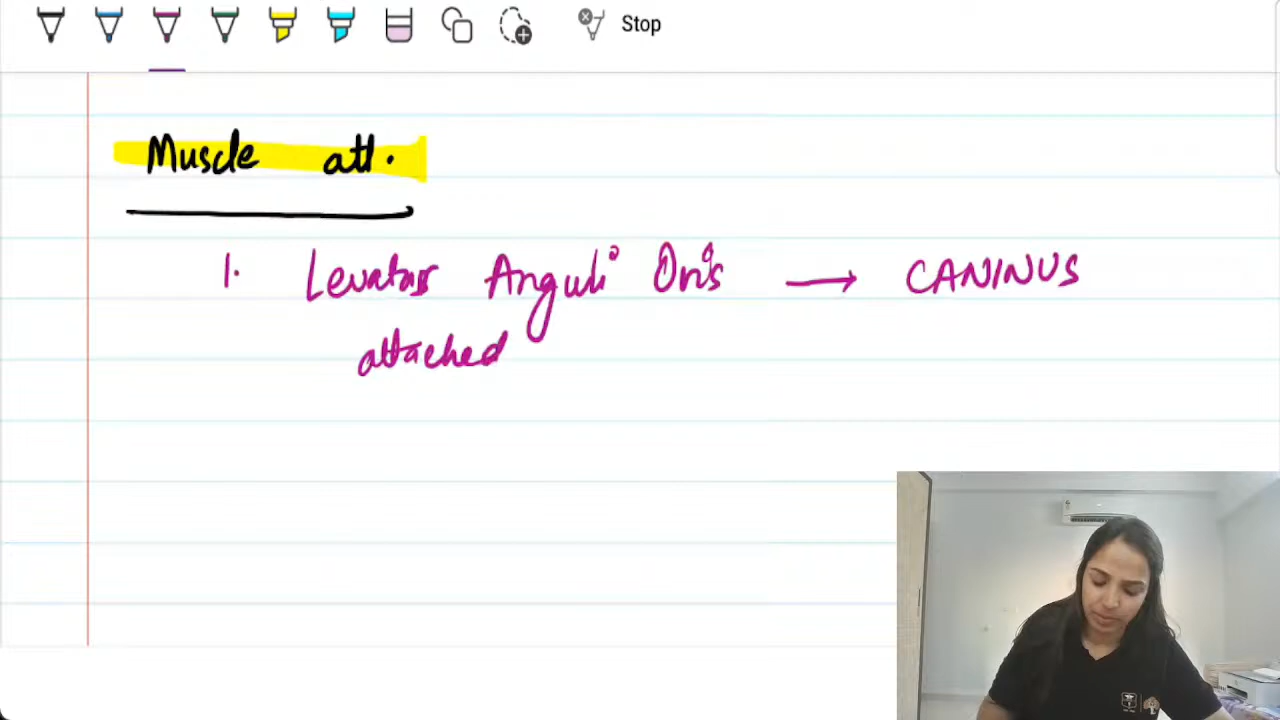 Stop
Muscle att.
1. Levator Anguli Oris → CANINUS
attached